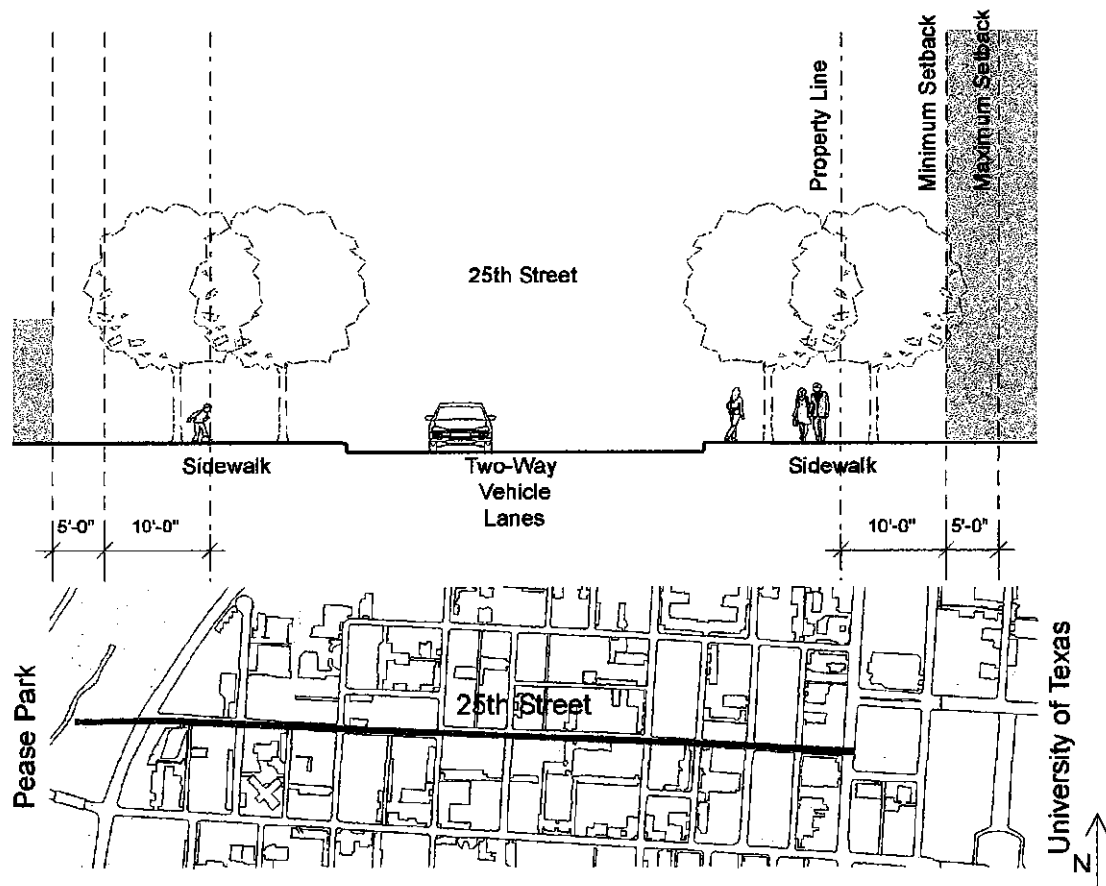 Property Line
Minimum Setback
Maximum Setback
25th Street
Sidewalk
Two-Way
Vehicle
Lanes
Sidewalk
5'-0"
10'-0"
10'-0"
5'-0"
Pease Park
25th Street
University of Texas
N